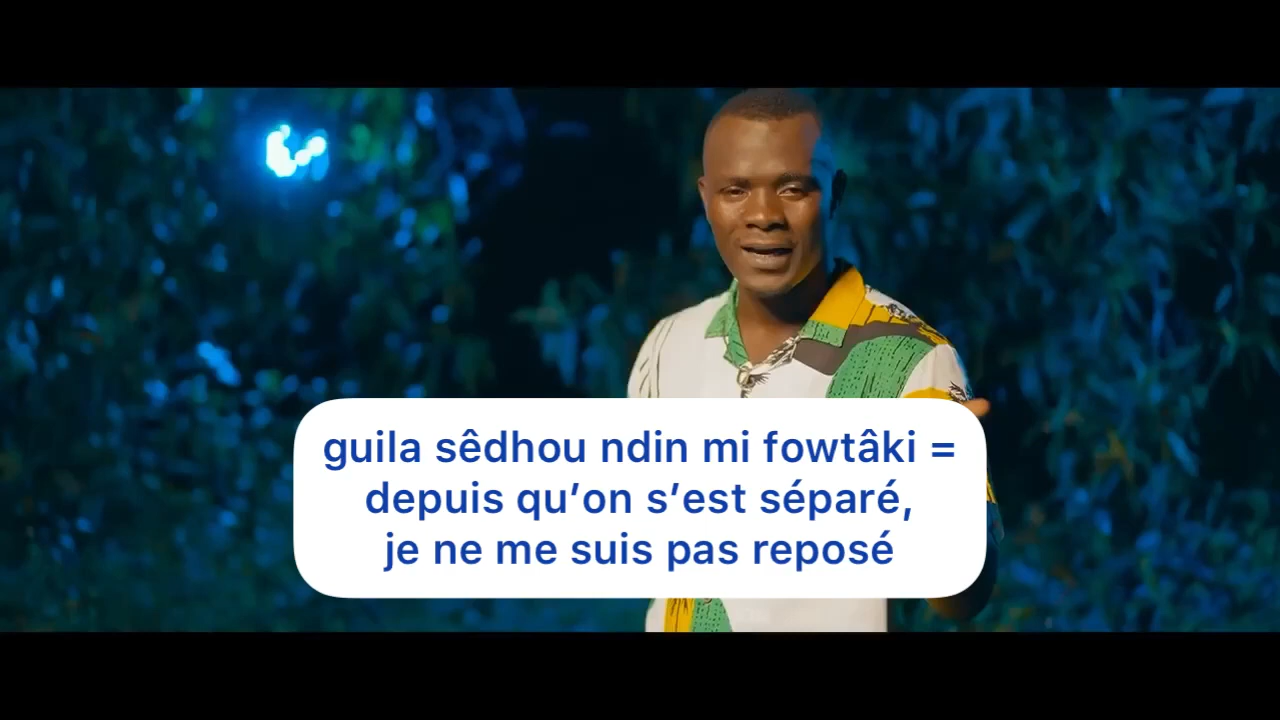 guila sêdhou ndin mi fowtâki =
depuis qu’on s’est séparé,
je ne me suis pas reposé